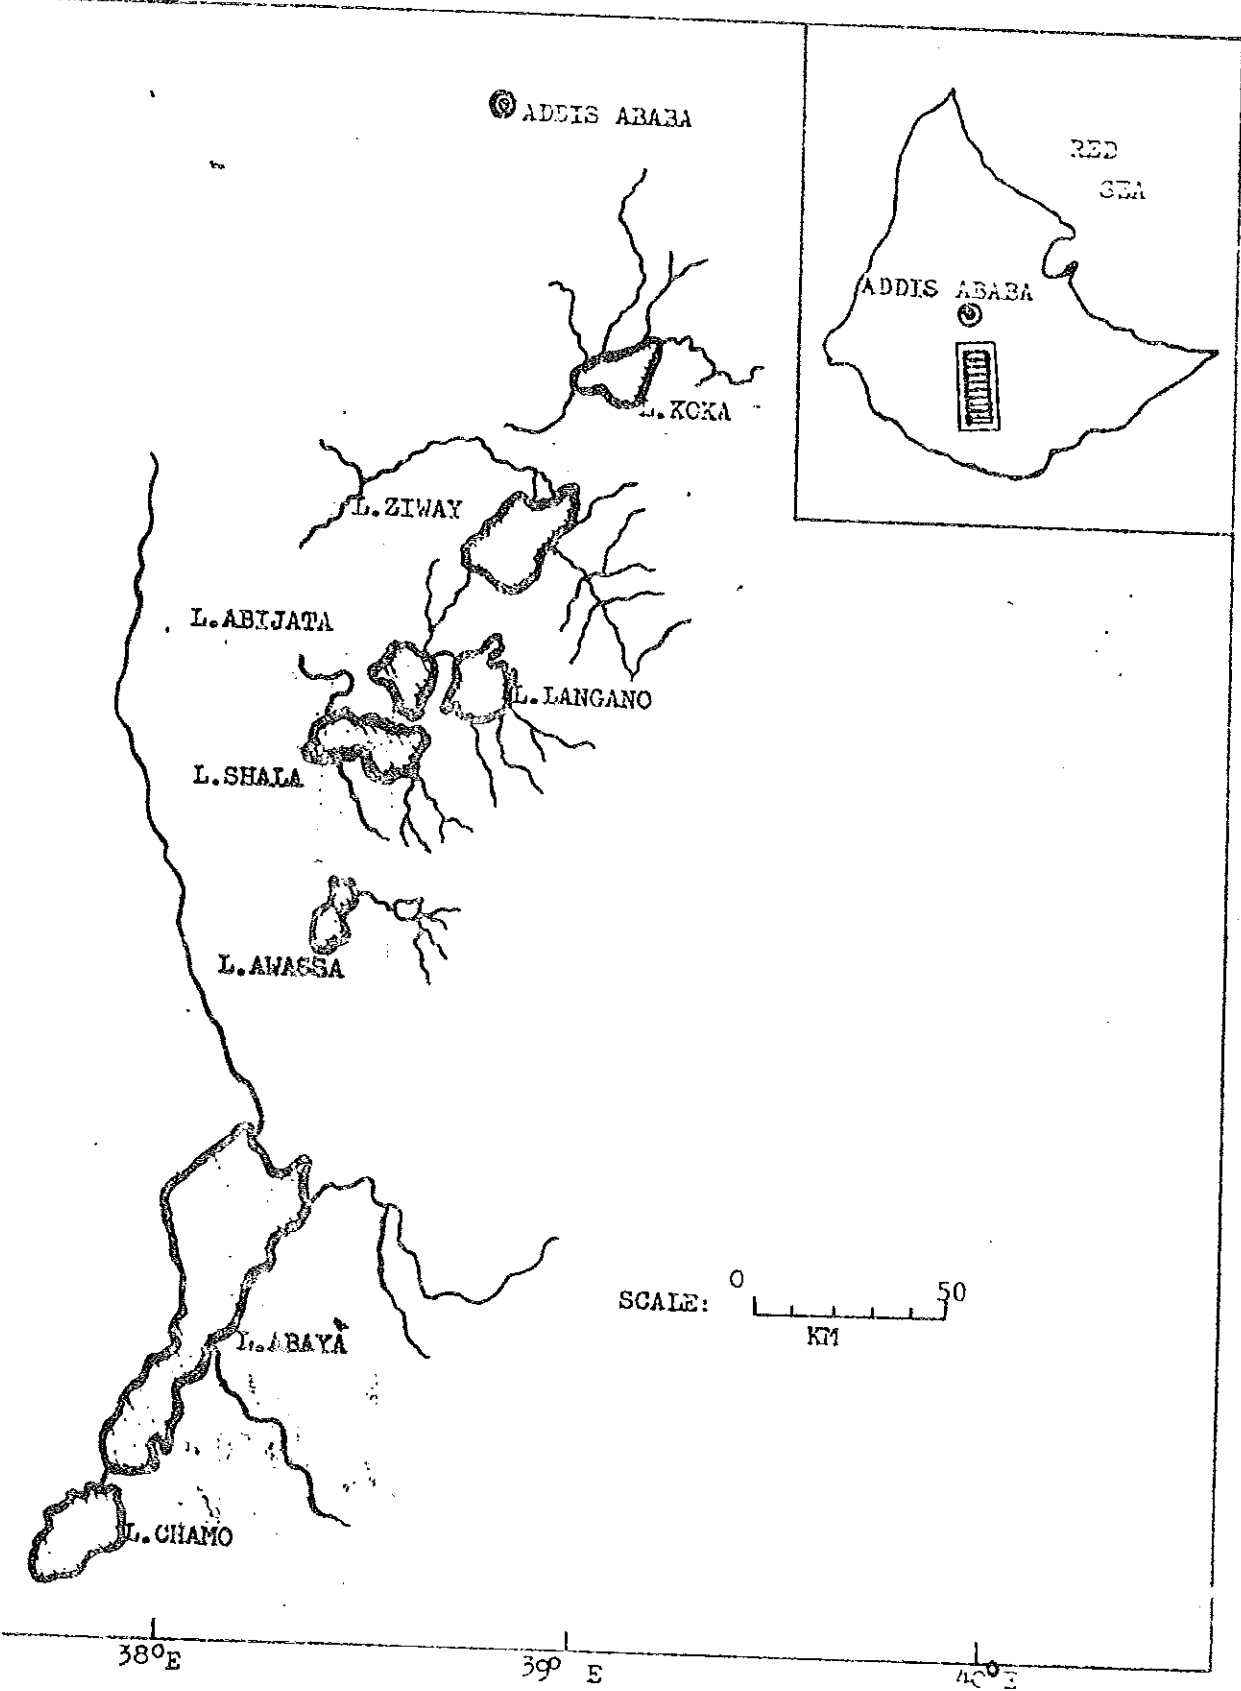 ADDIS ABABA
RED
SEA
ADDIS ABABA
L.KOKA
L.ZIWAY
L.ABIJATA
L.LANGANO
L.SHALA
L.AWASSA
0
50
SCALE:
KM
L.ABAYA
L.CHAMO
38°E
39° E
40°E